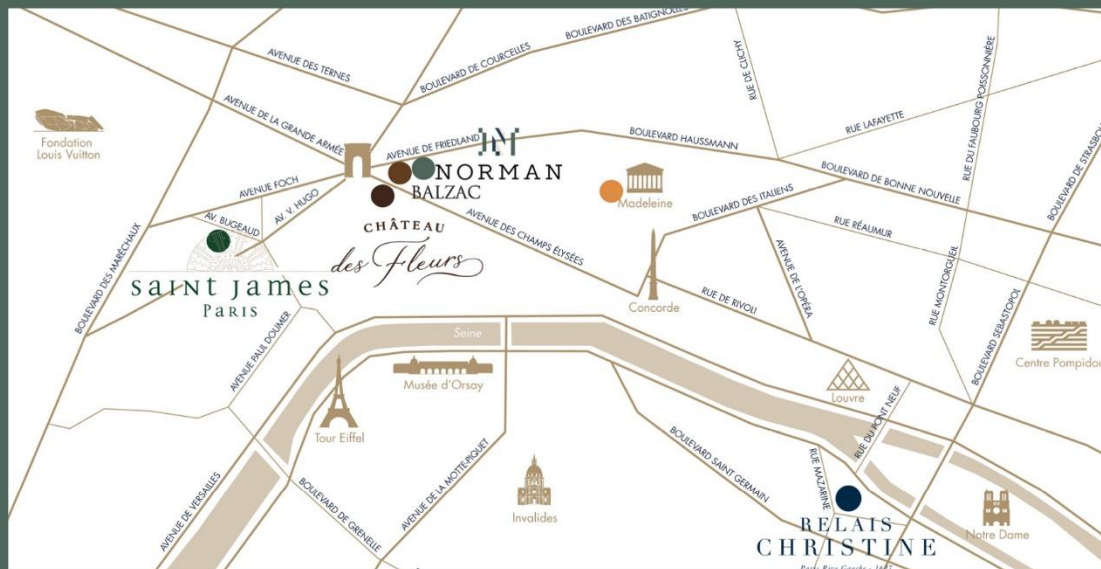 BOULEVARD DES BATIGNOLLES
AVENUE DES TERNES
BOULEVARD DE COURCELLES
RUE DE CLICHY
RUE DU FAUBOURG POISSONNIÈRE
Fondation
Louis Vuitton
AVENUE DE LA GRANDE ARMÉE
AVENUE DE FRIEDLAND
BOULEVARD HAUSSMANN
RUE LAFAYETTE
BOULEVARD DE STRASBOU
NORMAN
BALZAC
Madeleine
BOULEVARD DE BONNE NOUVELLE
AVENUE FOCH
AV. V. HUGO
AV. BUGEAUD
BOULEVARD DES ITALIENS
RUE RÉAUMUR
CHÂTEAU
des Fleurs
AVENUE DES CHAMPS ÉLYSÉES
AVENUE DE L'OPÉRA
RUE MONTORGUEIL
BOULEVARD DES MARÉCHAUX
saint james
PARIS
Concorde
RUE DE RIVOLI
BOULEVARD SEBASTOPOL
AVENUE PAUL DOUMER
Seine
Centre Pompidou
Musée d'Orsay
Louvre
RUE DU PONT NEUF
Tour Eiffel
BOULEVARD SAINT GERMAIN
RUE MAZARINE
AVENUE DE LA MOTTE-PIQUET
AVENUE DE VERSAILLES
BOULEVARD DE GRENELLE
Invalides
RELAIS
CHRISTINE
Notre Dame
Paris Rive Gauche